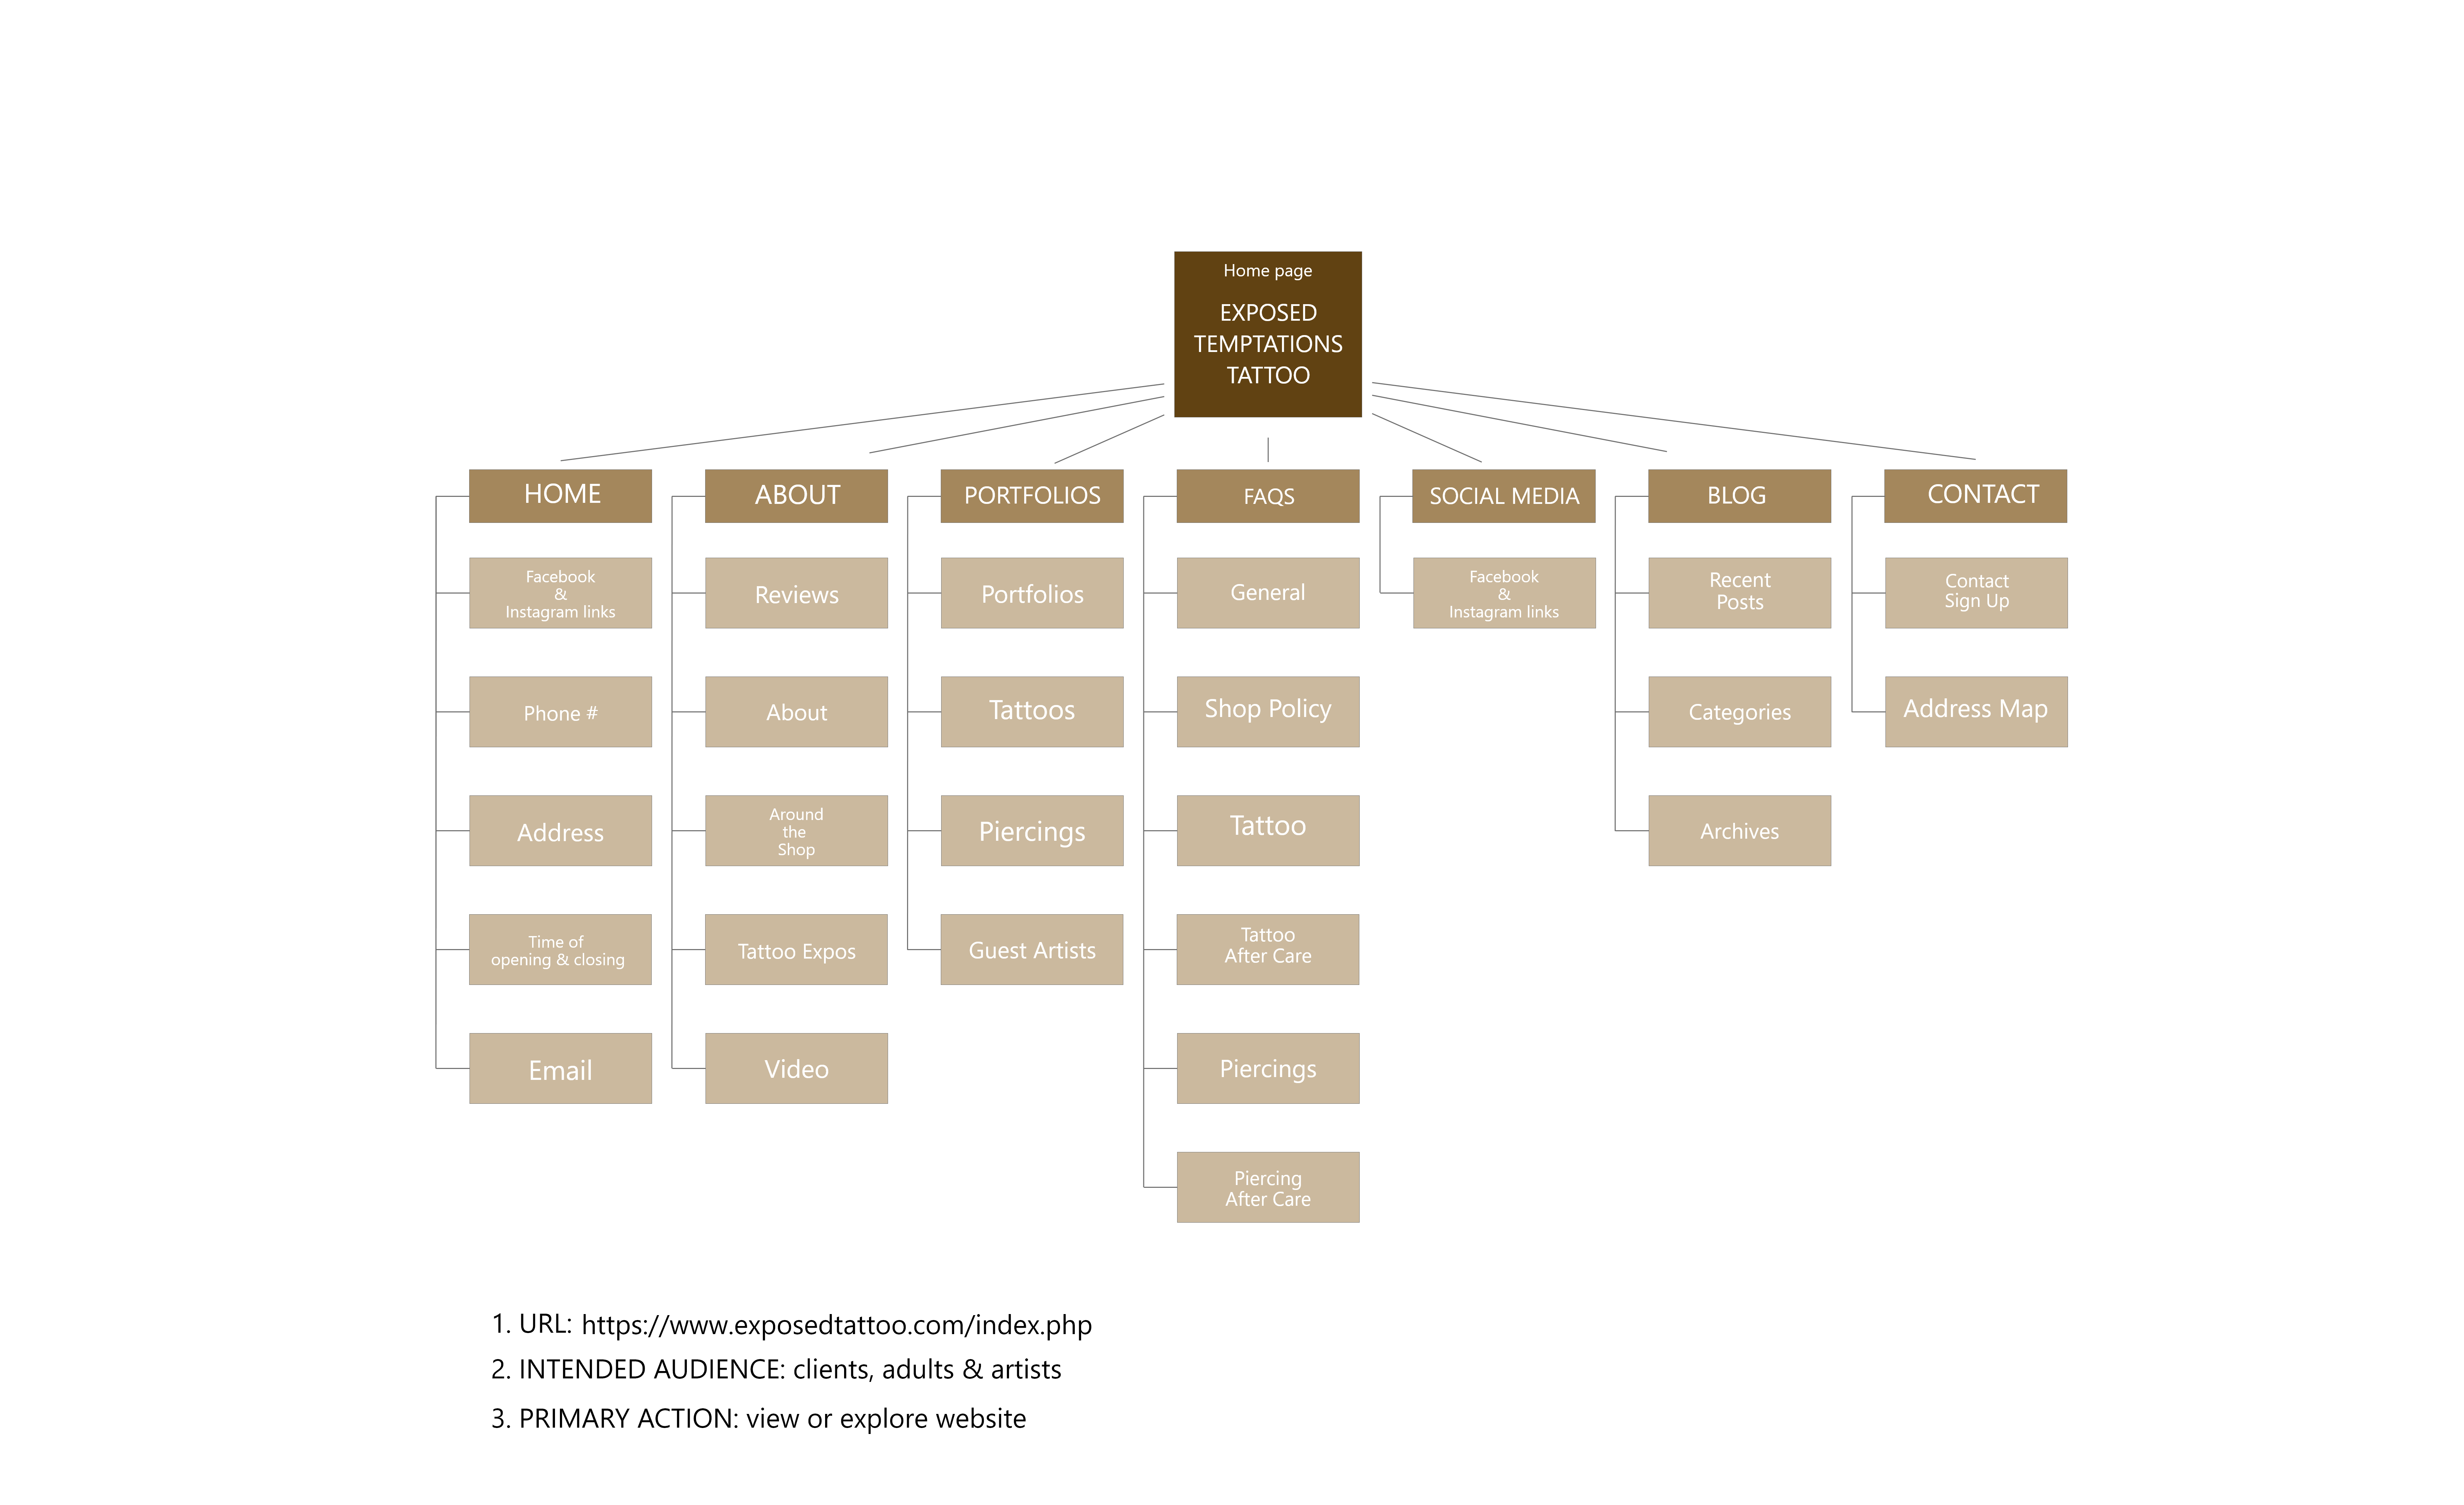 Home page
EXPOSED
TEMPTATIONS
TATTOO
HOME
ABOUT
PORTFOLIOS
FAQS
SOCIAL MEDIA
BLOG
CONTACT
Facebook
&
Instagram links
Phone #
Address
Time of
opening & closing
Email
Reviews
About
Around
the
Shop
Tattoo Expos
Video
Portfolios
Tattoos
Piercings
Guest Artists
General
Shop Policy
Tattoo
Tattoo
After Care
Piercings
Piercing
After Care
Facebook
&
Instagram links
Recent
Posts
Categories
Archives
Contact
Sign Up
Address Map
1. URL: https://www.exposedtattoo.com/index.php
2. INTENDED AUDIENCE: clients, adults & artists
3. PRIMARY ACTION: view or explore website